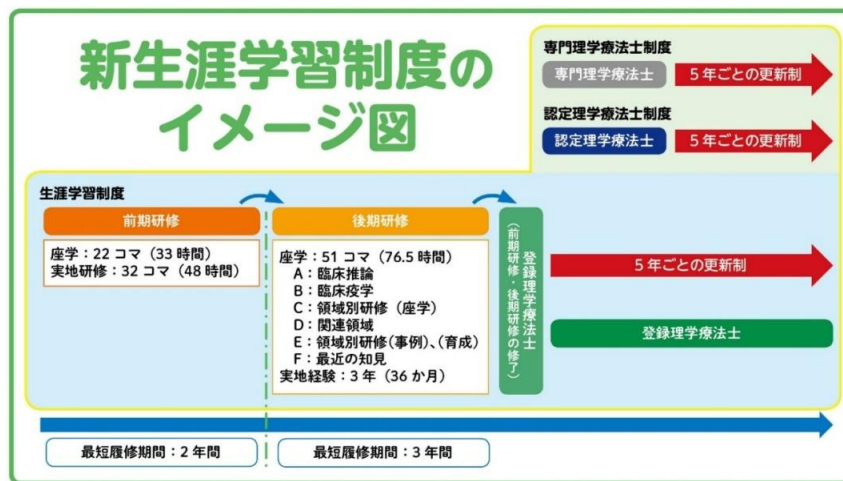 新生涯学習制度の
イメージ図
専門理学療法士制度
専門理学療法士
5年ごとの更新制
認定理学療法士制度
認定理学療法士
5年ごとの更新制
生涯学習制度
前期研修
座学：22コマ（33時間）
実地研修：32コマ（48時間）
後期研修
座学：51コマ（76.5時間）
A：臨床推論
B：臨床疫学
C：領域別研修（座学）
D：関連領域
E：領域別研修（事例）、（育成）
F：最近の知見
実地経験：3年（36か月）
登録理学療法士
（前期研修・後期研修の修了）
5年ごとの更新制
登録理学療法士
最短履修期間：2年間
最短履修期間：3年間